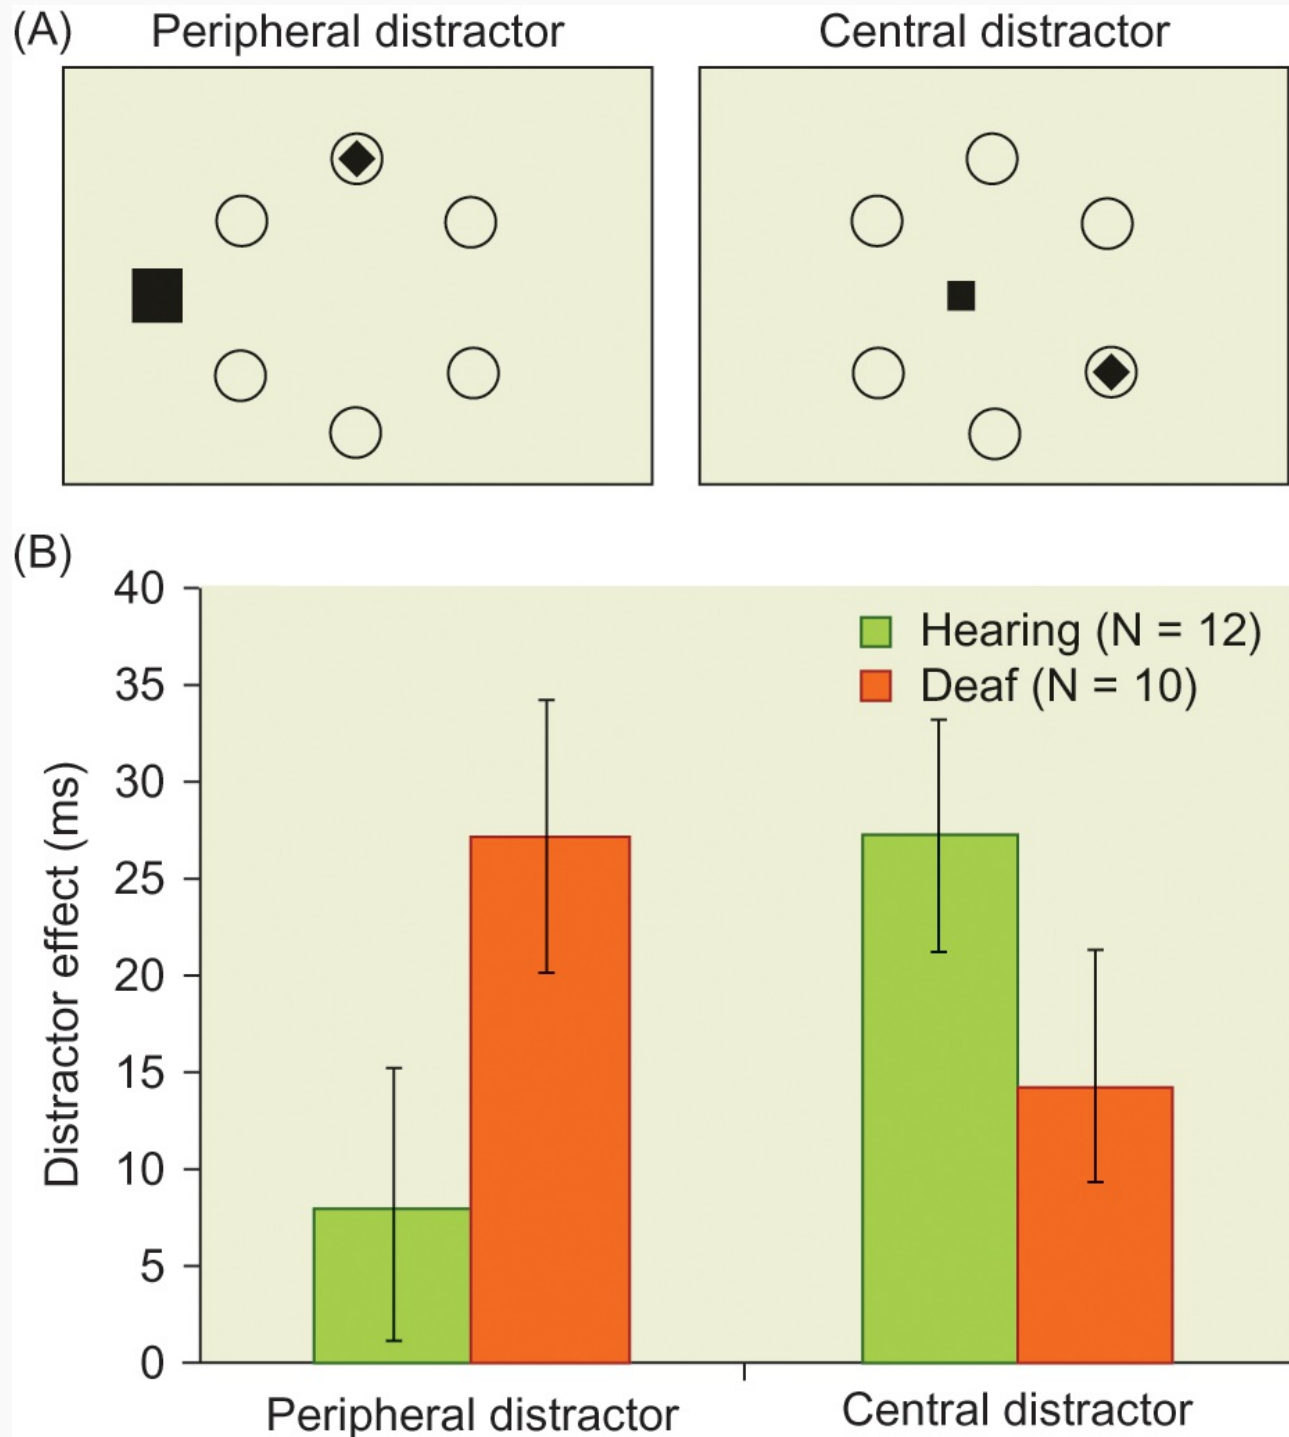 (A) Peripheral distractor Central distractor
(B)
40
35
30
25
20
15
10
5
0
Distractor effect (ms)
Hearing (N = 12)
Deaf (N = 10)
Peripheral distractor Central distractor